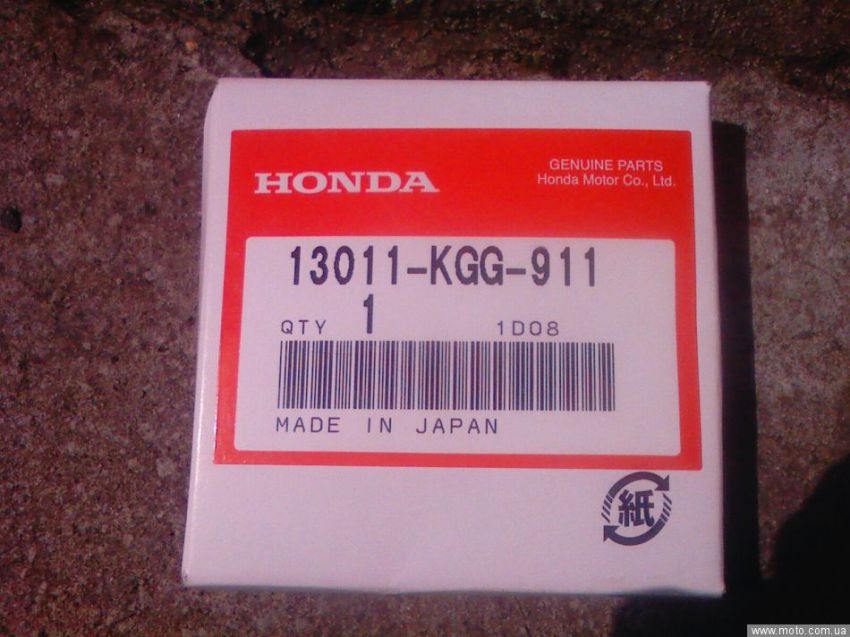 HONDA
GENUINE PARTS
Honda Motor Co., Ltd.
13011-KGG-911
QTY 1 1D08
MADE IN JAPAN
紙
www.moto.com.ua